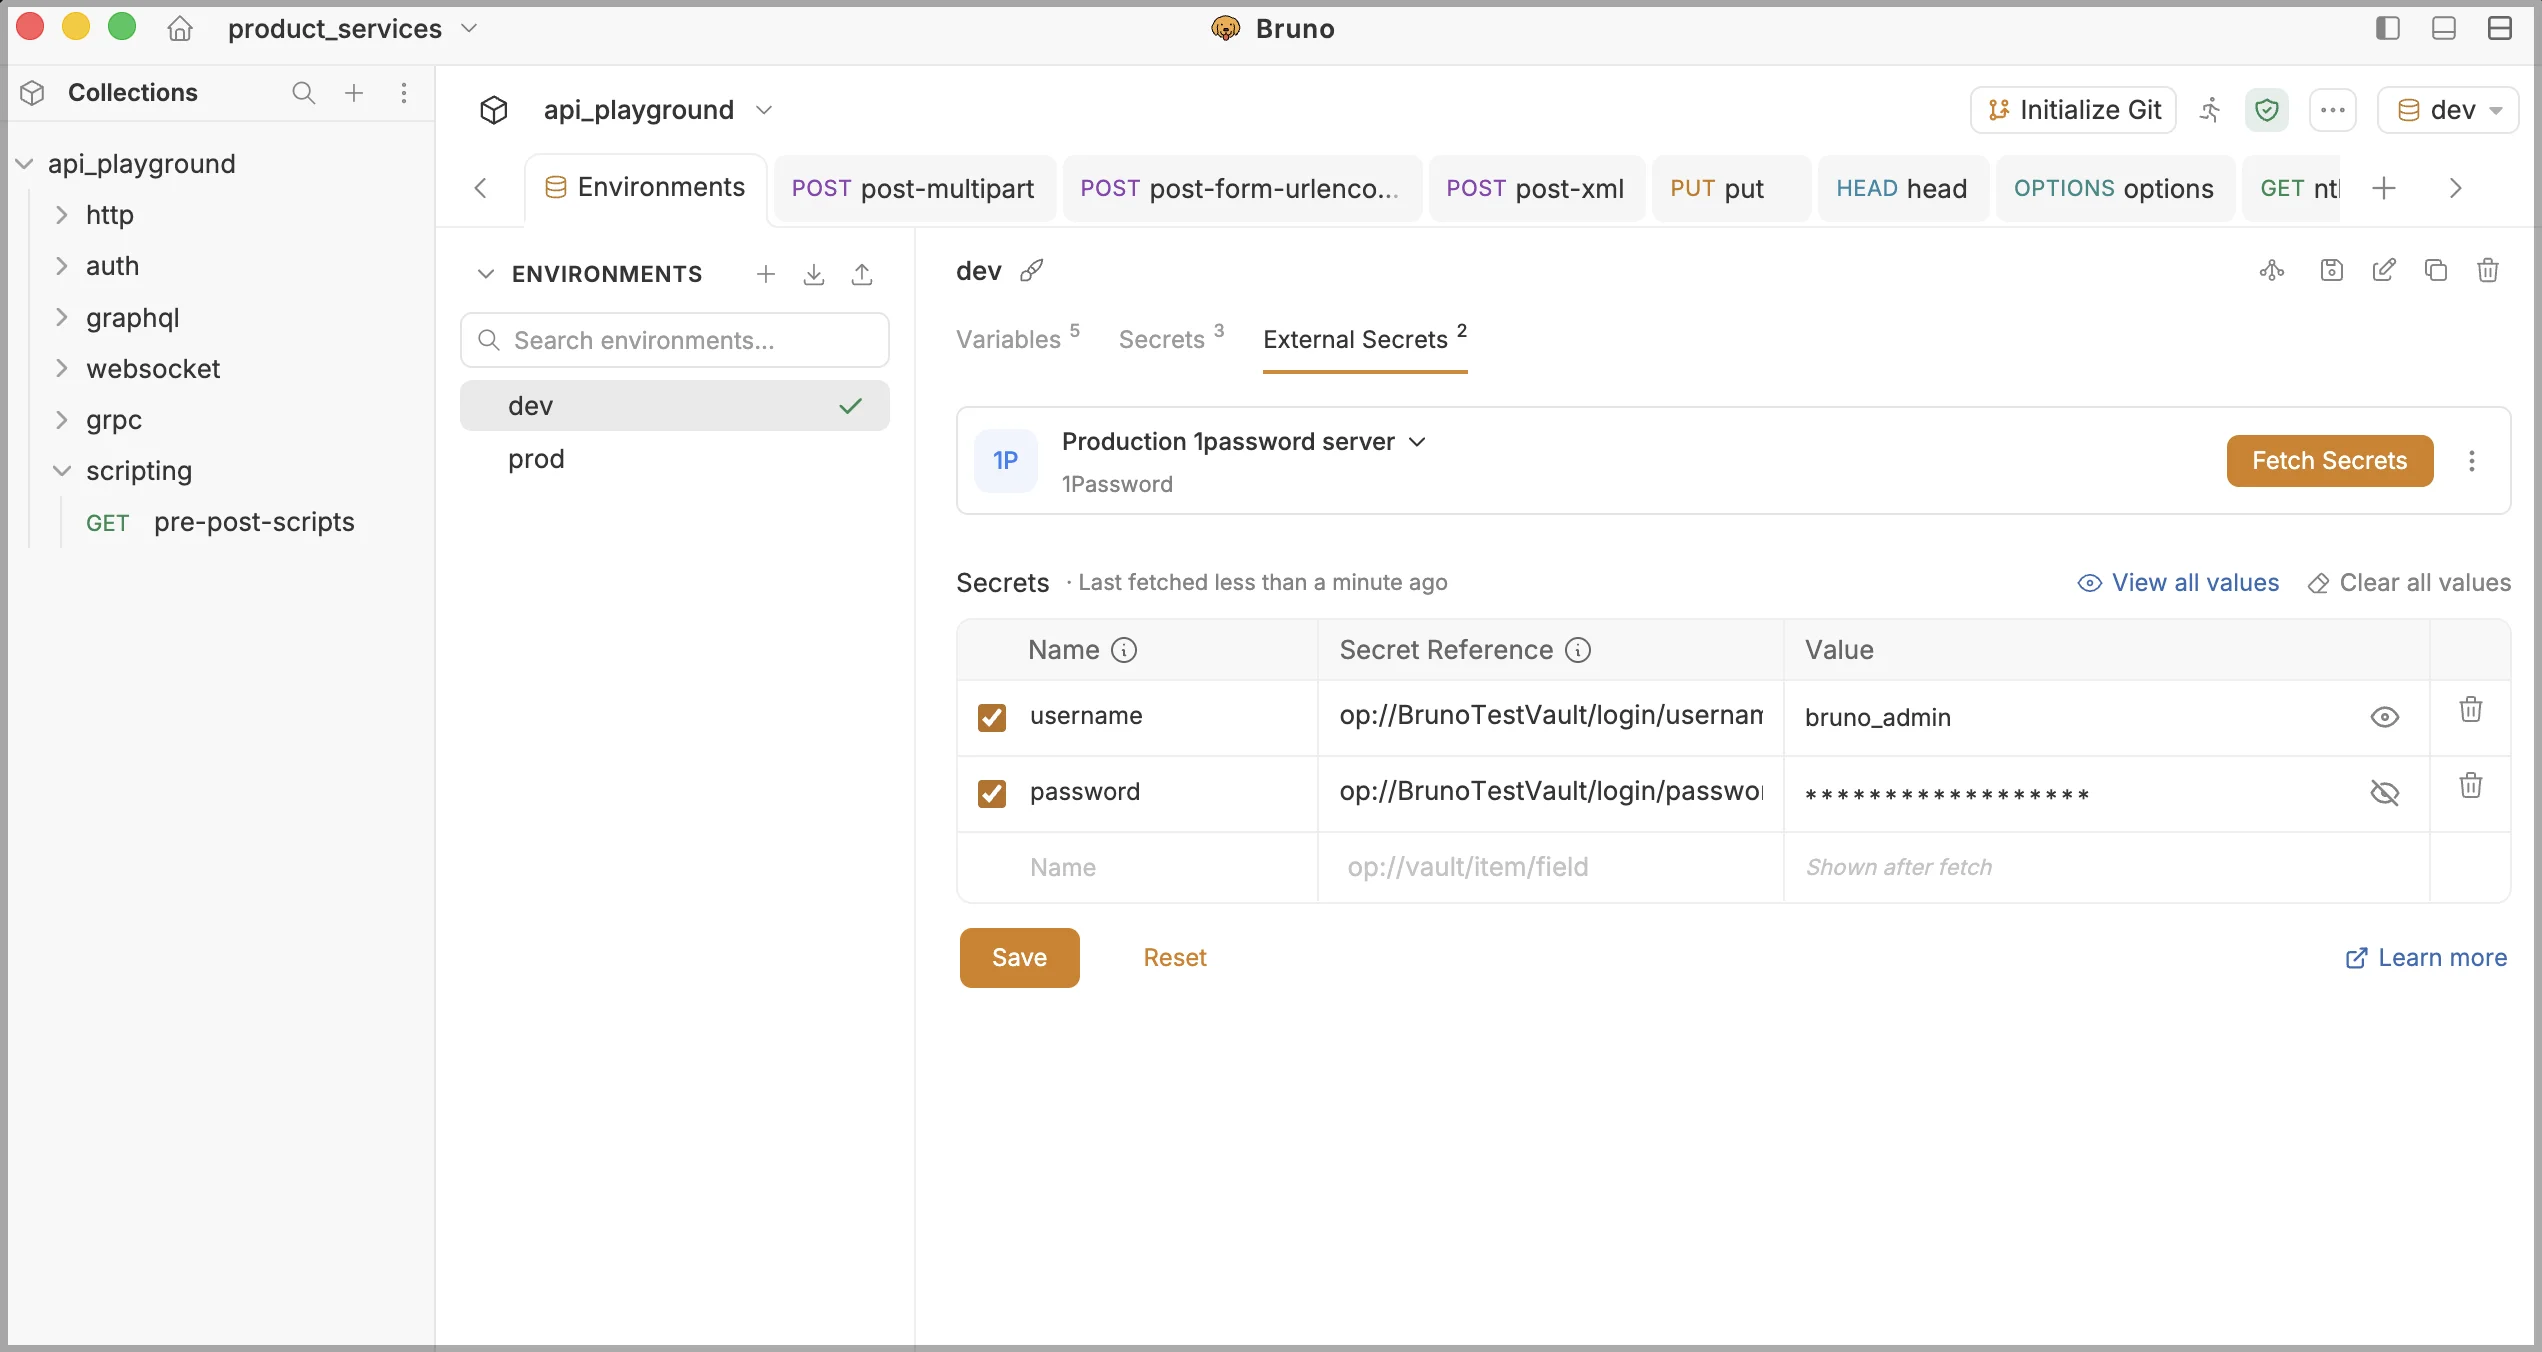 product_services
Bruno
Collections
api_playground
http
auth
graphql
websocket
grpc
scripting
GET pre-post-scripts
api_playground
Initialize Git
dev
Environments
POST post-multipart
POST post-form-urlenco...
POST post-xml
PUT put
HEAD head
OPTIONS options
GET
ENVIRONMENTS
Search environments...
dev
prod
dev
Variables 5
Secrets 3
External Secrets 2
1P
Production 1password server
1Password
Fetch Secrets
Secrets · Last fetched less than a minute ago
View all values
Clear all values
Name
Secret Reference
Value
username
op://BrunoTestVault/login/usernam
bruno_admin
password
op://BrunoTestVault/login/passwor
******************
Name
op://vault/item/field
Shown after fetch
Save
Reset
Learn more